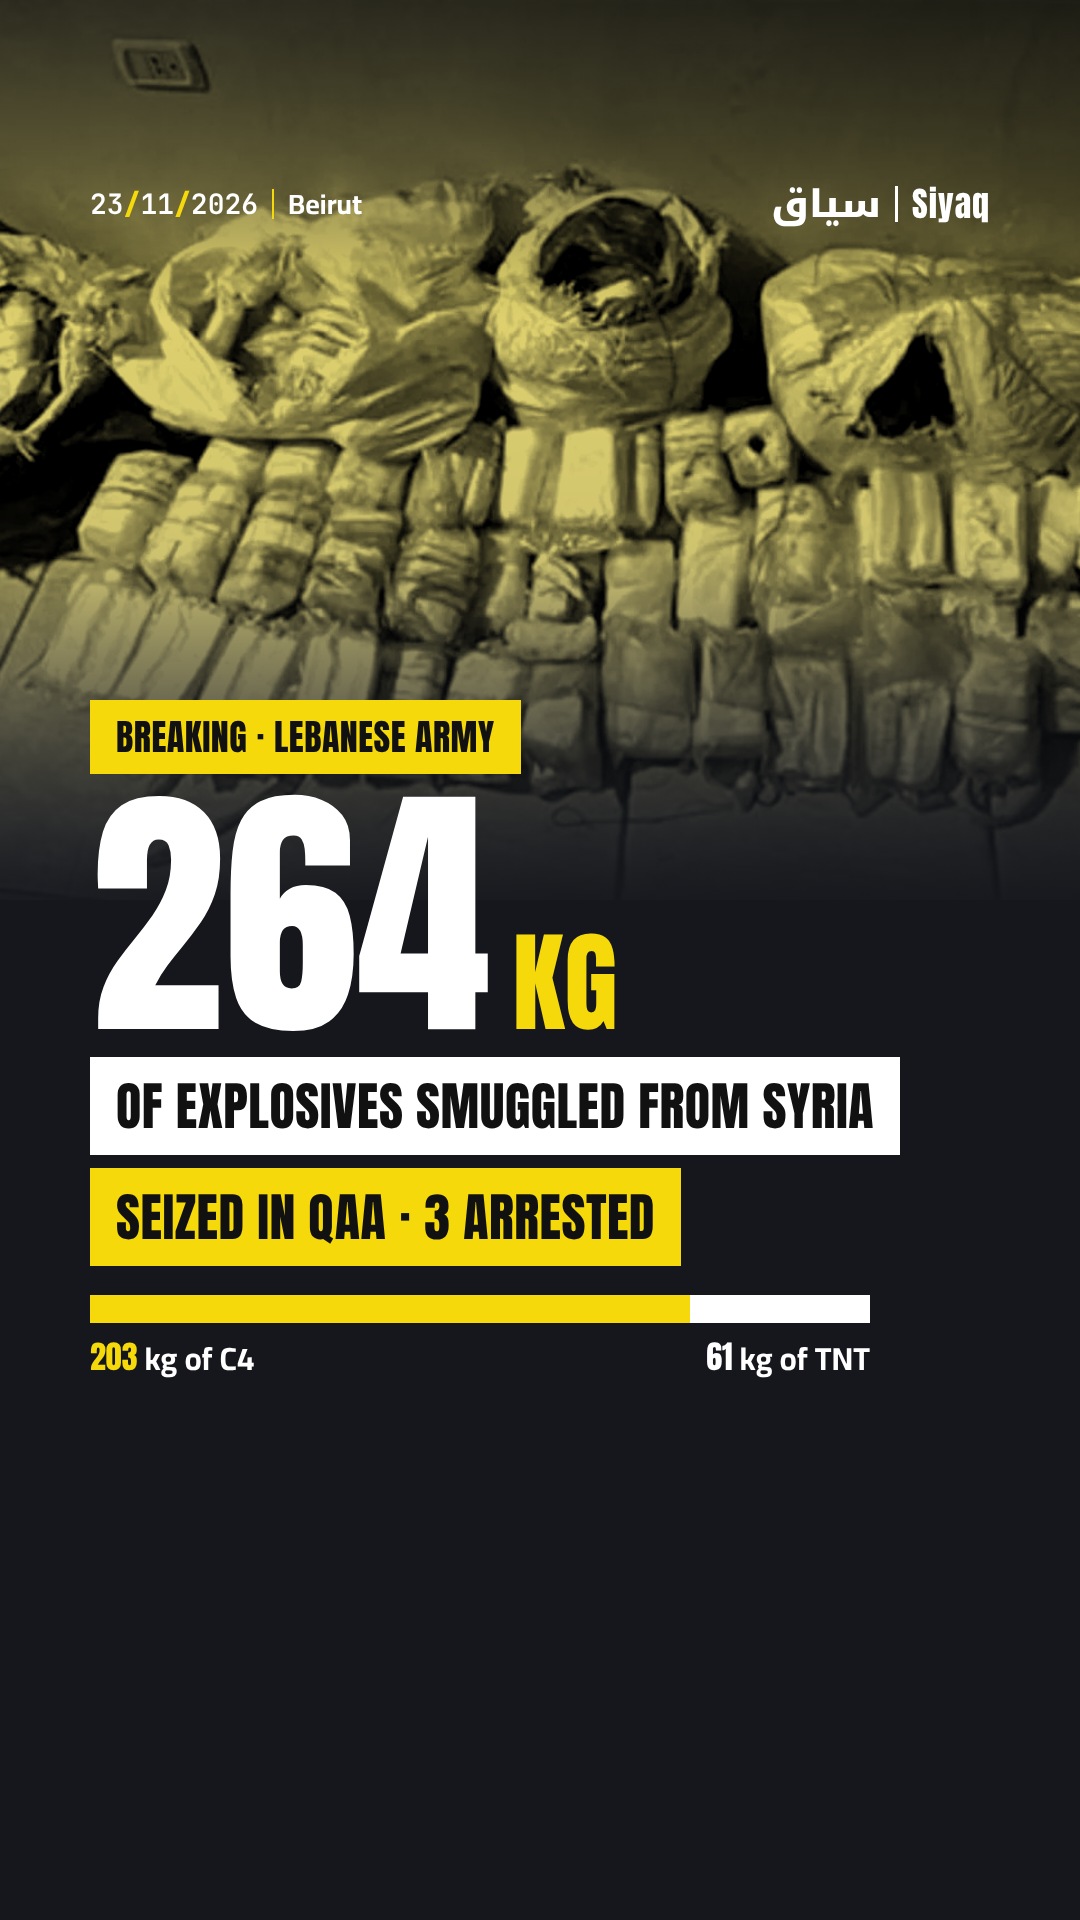 23/11/2026 | Beirut
سياق | Siyaq
BREAKING · LEBANESE ARMY
264 KG
OF EXPLOSIVES SMUGGLED FROM SYRIA
SEIZED IN QAA · 3 ARRESTED
203 kg of C4
61 kg of TNT